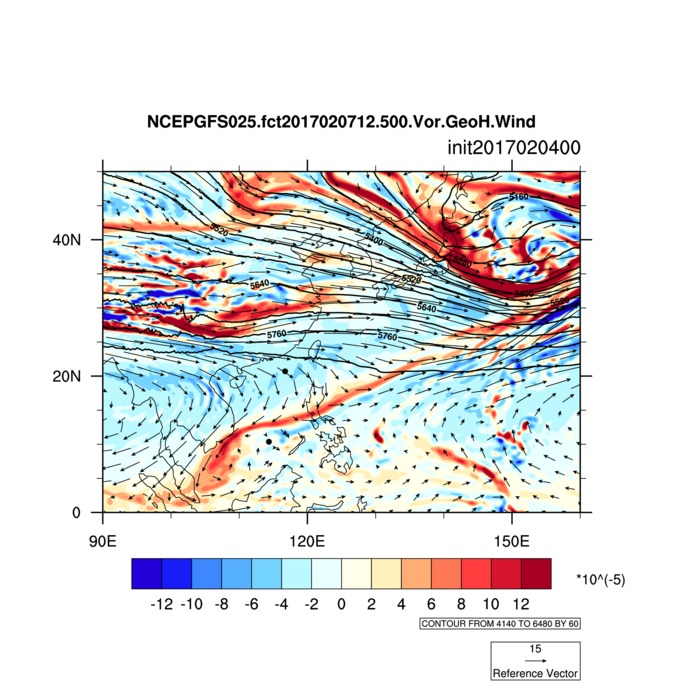 NCEPGFS025.fct2017020712.500.Vor.GeoH.Wind
init2017020400
5160
5520
5400
40N
5280
5520
5640
5640
5760
5760
20N
0
90E 120E 150E
-12 -10 -8 -6 -4 -2 0 2 4 6 8 10 12
*10^(-5)
CONTOUR FROM 4140 TO 6480 BY 60
15
Reference Vector